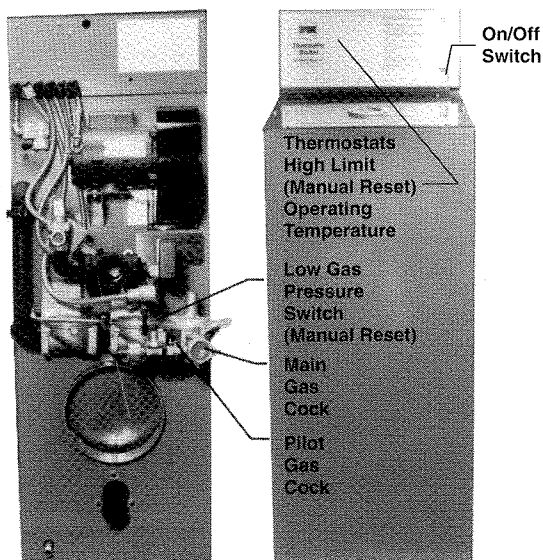 On/Off
Switch
Thermostats
High Limit
(Manual Reset)
Operating
Temperature
Low Gas
Pressure
Switch
(Manual Reset)
Main
Gas
Cock
Pilot
Gas
Cock